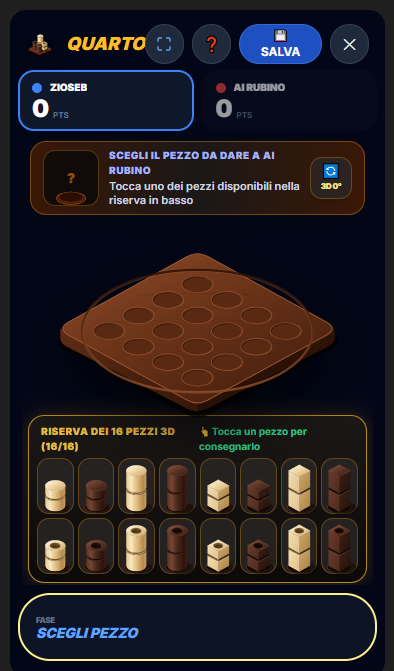 QUARTO
?
SALVA
ZIOSEB
0 PTS
AI RUBINO
0 PTS
?
SCEGLI IL PEZZO DA DARE A AI
RUBINO
Tocca uno dei pezzi disponibili nella
riserva in basso
3D 0°
RISERVA DEI 16 PEZZI 3D
(16/16)
Tocca un pezzo per
consegnarlo
FASE
SCEGLI PEZZO